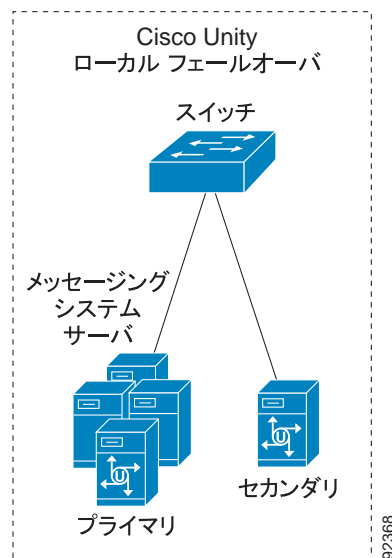 Cisco Unity
ローカル フェールオーバ
スイッチ
メッセージング
システム
サーバ
プライマリ
セカンダリ
92368